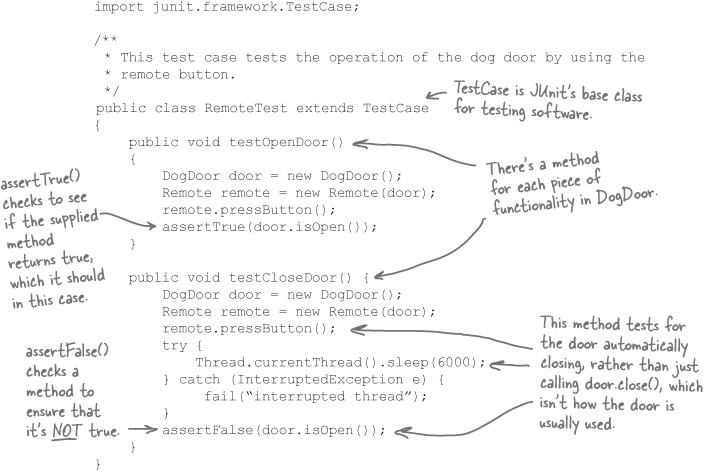 import junit.framework.TestCase;
/**
* This test case tests the operation of the dog door by using the
* remote button.
*/
public class RemoteTest extends TestCase
{
TestCase is JUnit's base class
for testing software.
public void testOpenDoor()
{
DogDoor door = new DogDoor();
Remote remote = new Remote(door);
remote.pressButton();
assertTrue(door.isOpen());
}
assertTrue()
checks to see
if the supplied
method
returns true,
which it should
in this case.
There's a method
for each piece of
functionality in DogDoor.
public void testCloseDoor() {
DogDoor door = new DogDoor();
Remote remote = new Remote(door);
remote.pressButton();
try {
Thread.currentThread().sleep(6000);
} catch (InterruptedException e) {
fail(“interrupted thread”);
}
assertFalse(door.isOpen());
}
}
assertFalse()
checks a
method to
ensure that
it's NOT true.
This method tests for
the door automatically
closing, rather than just
calling door.close(), which
isn't how the door is
usually used.